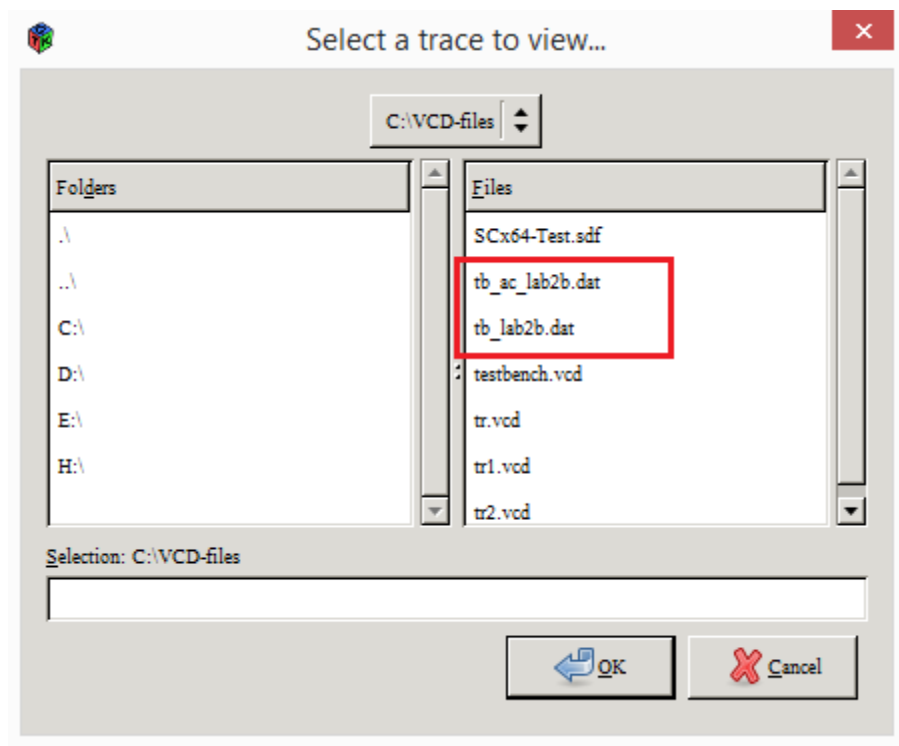 Select a trace to view...
C:\VCD-files
Folders
.\
..\
C:\
D:\
E:\
H:\
Files
SCx64-Test.sdf
tb_ac_lab2b.dat
tb_lab2b.dat
testbench.vcd
tr.vcd
tr1.vcd
tr2.vcd
Selection: C:\VCD-files
OK
Cancel